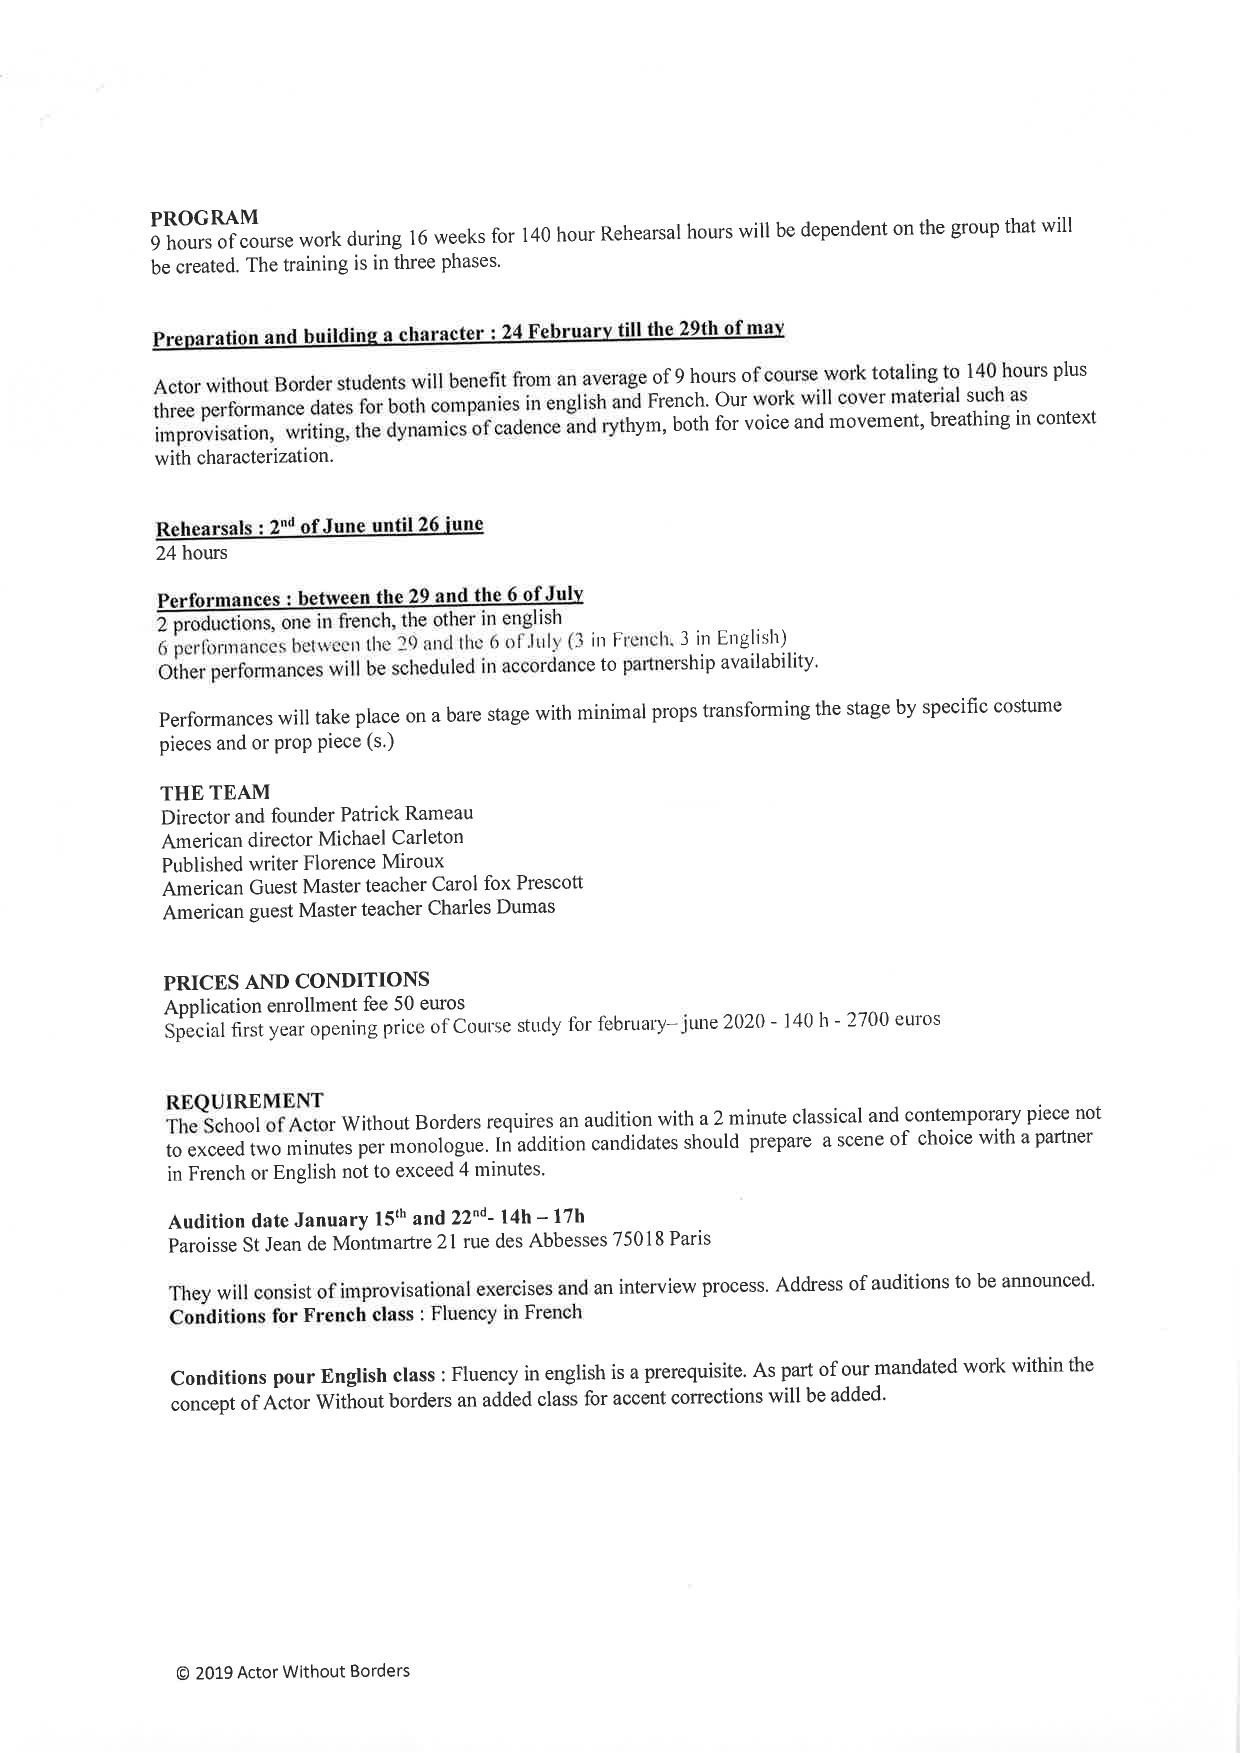 PROGRAM
9 hours of course work during 16 weeks for 140 hour Rehearsal hours will be dependent on the group that will
be created. The training is in three phases.
Preparation and building a character : 24 February till the 29th of may
Actor without Border students will benefit from an average of 9 hours of course work totaling to 140 hours plus
three performance dates for both companies in english and French. Our work will cover material such as
improvisation,  writing, the dynamics of cadence and rythym, both for voice and movement, breathing in context
with characterization.
Rehearsals : 2nd of June until 26 june
24 hours
Performances : between the 29 and the 6 of July
2 productions, one in french, the other in english
6 performances between the 29 and the 6 of July (3 in French, 3 in English)
Other performances will be scheduled in accordance to partnership availability.
Performances will take place on a bare stage with minimal props transforming the stage by specific costume
pieces and or prop piece (s.)
THE TEAM
Director and founder Patrick Rameau
American director Michael Carleton
Published writer Florence Miroux
American Guest Master teacher Carol fox Prescott
American guest Master teacher Charles Dumas
PRICES AND CONDITIONS
Application enrollment fee 50 euros
Special first year opening price of Course study for february– june 2020 - 140 h - 2700 euros
REQUIREMENT
The School of Actor Without Borders requires an audition with a 2 minute classical and contemporary piece not
to exceed two minutes per monologue. In addition candidates should  prepare  a scene of  choice with a partner
in French or English not to exceed 4 minutes.
Audition date January 15th and 22nd- 14h – 17h
Paroisse St Jean de Montmartre 21 rue des Abbesses 75018 Paris
They will consist of improvisational exercises and an interview process. Address of auditions to be announced.
Conditions for French class : Fluency in French
Conditions pour English class : Fluency in english is a prerequisite. As part of our mandated work within the
concept of Actor Without borders an added class for accent corrections will be added.
© 2019 Actor Without Borders